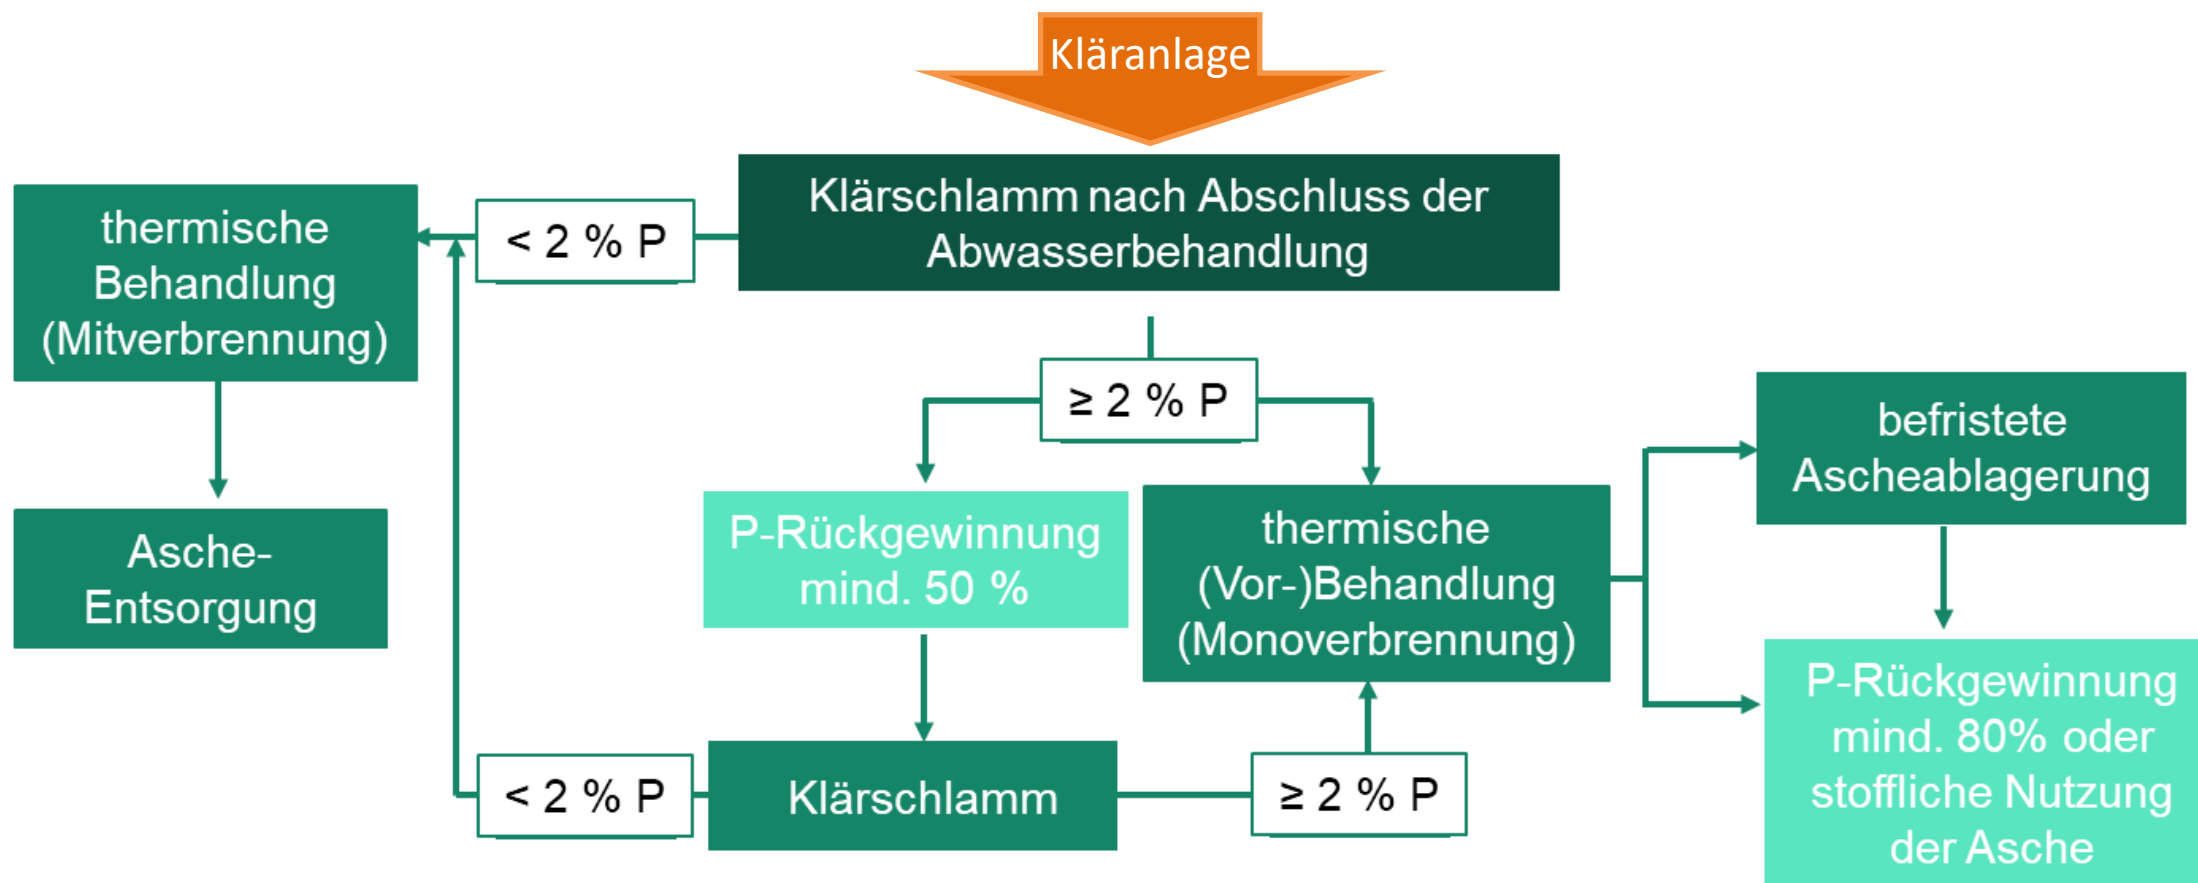 Kläranlage
Klärschlamm nach Abschluss der
Abwasserbehandlung
< 2 % P
thermische
Behandlung
(Mitverbrennung)
Asche-
Entsorgung
≥ 2 % P
P-Rückgewinnung
mind. 50 %
thermische
(Vor-)Behandlung
(Monoverbrennung)
befristete
Ascheablagerung
P-Rückgewinnung
mind. 80% oder
stoffliche Nutzung
der Asche
< 2 % P
Klärschlamm
≥ 2 % P